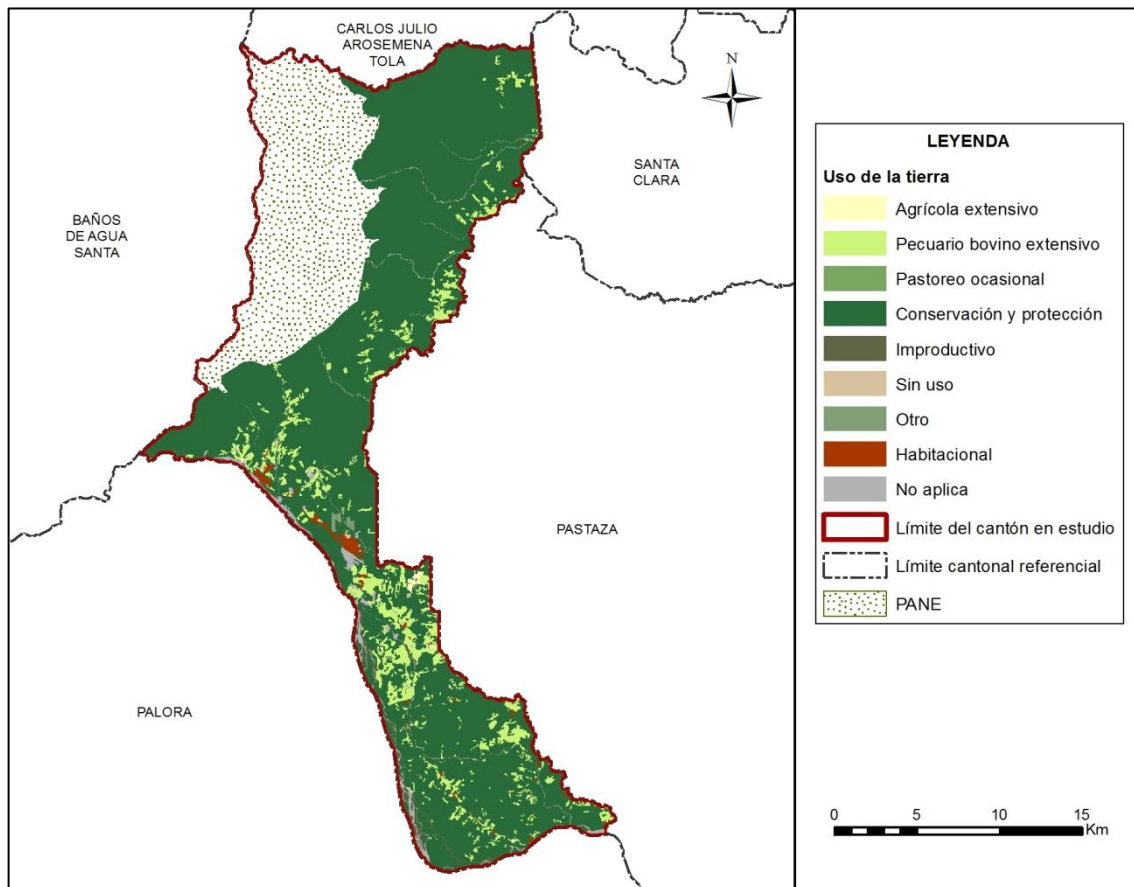 CARLOS JULIO
AROSEMENA
TOLA
N
SANTA
CLARA
BAÑOS
DE AGUA
SANTA
PASTAZA
PALORA
LEYENDA
Uso de la tierra
Agrícola extensivo
Pecuario bovino extensivo
Pastoreo ocasional
Conservación y protección
Improductivo
Sin uso
Otro
Habitacional
No aplica
Límite del cantón en estudio
Límite cantonal referencial
PANE
0 5 10 15
Km